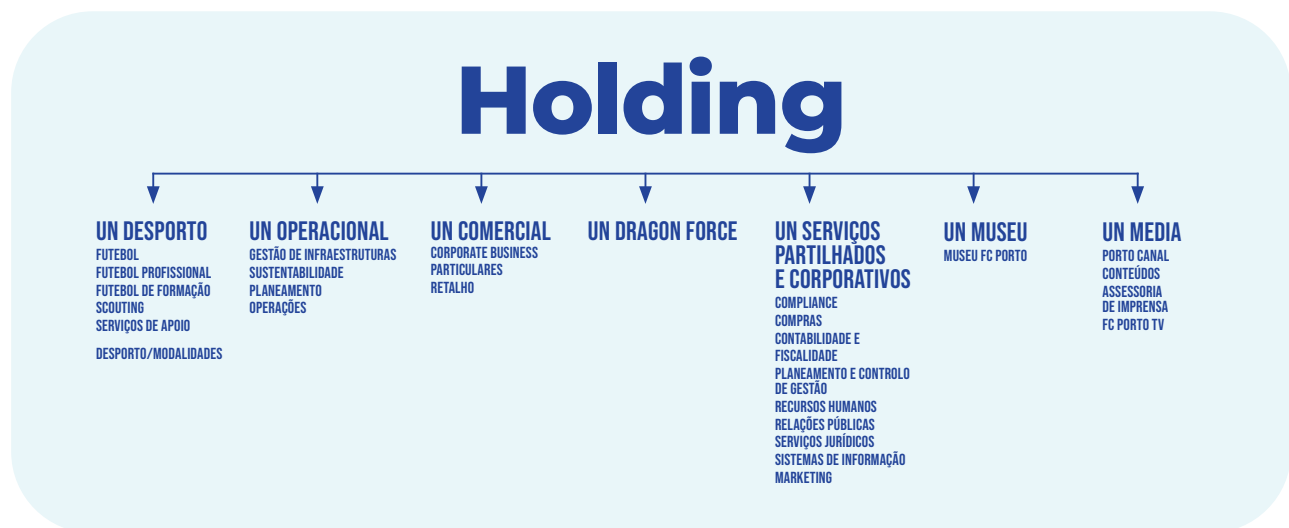 Holding
UN DESPORTO
FUTEBOL
FUTEBOL PROFISSIONAL
FUTEBOL DE FORMAÇÃO
SCOUTING
SERVIÇOS DE APOIO
DESPORTO/MODALIDADES
UN OPERACIONAL
GESTÃO DE INFRAESTRUTURAS
SUSTENTABILIDADE
PLANEAMENTO
OPERAÇÕES
UN COMERCIAL
CORPORATE BUSINESS
PARTICULARES
RETALHO
UN DRAGON FORCE
UN SERVIÇOS
PARTILHADOS
E CORPORATIVOS
COMPLIANCE
COMPRAS
CONTABILIDADE E
FISCALIDADE
PLANEAMENTO E CONTROLO
DE GESTÃO
RECURSOS HUMANOS
RELAÇÕES PÚBLICAS
SERVIÇOS JURÍDICOS
SISTEMAS DE INFORMAÇÃO
MARKETING
UN MUSEU
MUSEU FC PORTO
UN MEDIA
PORTO CANAL
CONTEÚDOS
ASSESSORIA
DE IMPRENSA
FC PORTO TV